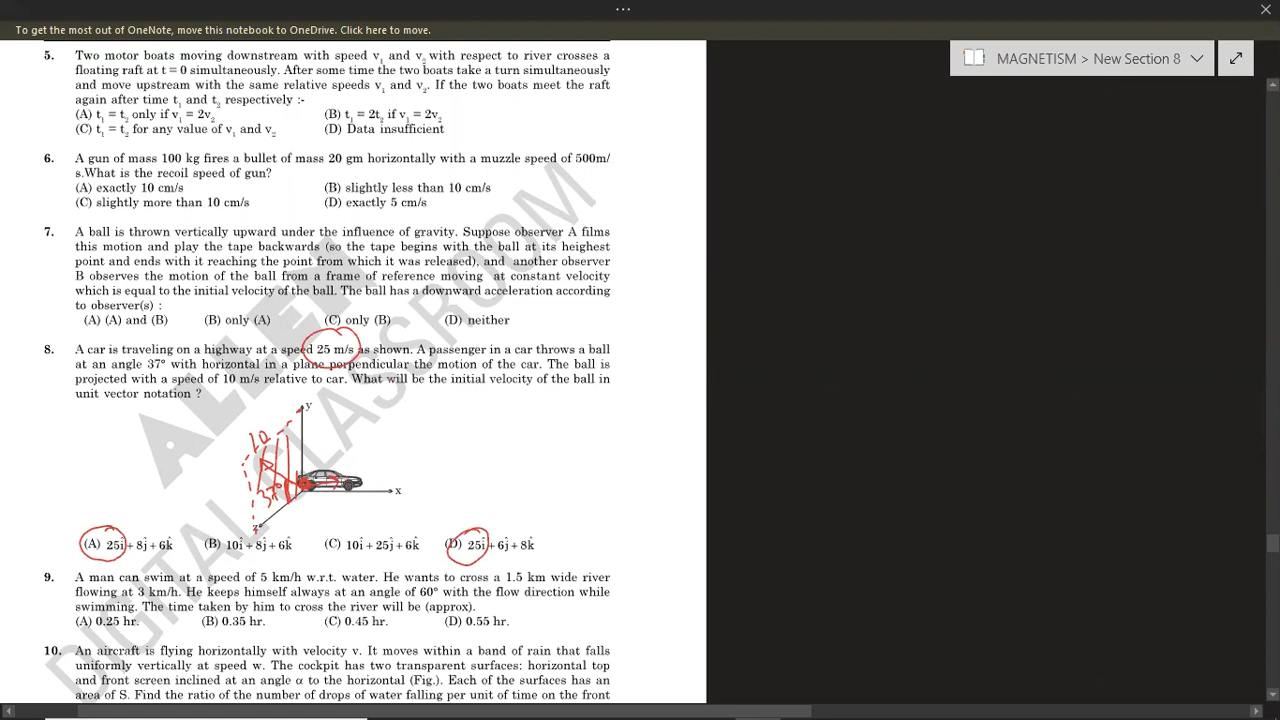 To get the most out of OneNote, move this notebook to OneDrive. Click here to move.
MAGNETISM > New Section 8
5. Two motor boats moving downstream with speed v₁ and v₂ with respect to river crosses a
floating raft at t = 0 simultaneously. After some time the two boats take a turn simultaneously
and move upstream with the same relative speeds v₁ and v₂. If the two boats meet the raft
again after time t₁ and t₂ respectively :-
(A) t₁ = t₂ only if v₁ = 2v₂ (B) t₁ = 2t₂ if v₁ = 2v₂
(C) t₁ = t₂ for any value of v₁ and v₂ (D) Data insufficient
6. A gun of mass 100 kg fires a bullet of mass 20 gm horizontally with a muzzle speed of 500m/
s.What is the recoil speed of gun?
(A) exactly 10 cm/s (B) slightly less than 10 cm/s
(C) slightly more than 10 cm/s (D) exactly 5 cm/s
7. A ball is thrown vertically upward under the influence of gravity. Suppose observer A films
this motion and play the tape backwards (so the tape begins with the ball at its heighest
point and ends with it reaching the point from which it was released), and another observer
B observes the motion of the ball from a frame of reference moving at constant velocity
which is equal to the initial velocity of the ball. The ball has a downward acceleration according
to observer(s) :
(A) (A) and (B) (B) only (A) (C) only (B) (D) neither
8. A car is traveling on a highway at a speed 25 m/s as shown. A passenger in a car throws a ball
at an angle 37° with horizontal in a plane perpendicular the motion of the car. The ball is
projected with a speed of 10 m/s relative to car. What will be the initial velocity of the ball in
unit vector notation ?
y
10
37°
x
z
(A) 25î + 8ĵ + 6k̂ (B) 10î + 8ĵ + 6k̂ (C) 10î + 25ĵ + 6k̂ (D) 25î + 6ĵ + 8k̂
9. A man can swim at a speed of 5 km/h w.r.t. water. He wants to cross a 1.5 km wide river
flowing at 3 km/h. He keeps himself always at an angle of 60° with the flow direction while
swimming. The time taken by him to cross the river will be (approx).
(A) 0.25 hr. (B) 0.35 hr. (C) 0.45 hr. (D) 0.55 hr.
10. An aircraft is flying horizontally with velocity v. It moves within a band of rain that falls
uniformly vertically at speed w. The cockpit has two transparent surfaces: horizontal top
and front screen inclined at an angle α to the horizontal (Fig.). Each of the surfaces has an
area of S. Find the ratio of the number of drops of water falling per unit of time on the front
ALLEN
DIGITAL CLASSROOM